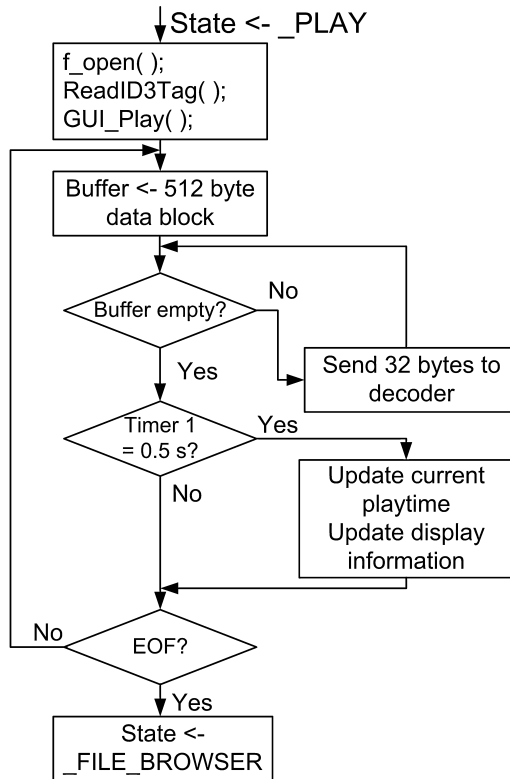 State <- _PLAY
f_open( );
ReadID3Tag( );
GUI_Play( );
Buffer <- 512 byte
data block
Buffer empty?
No
Send 32 bytes to
decoder
Yes
Timer 1
= 0.5 s?
Yes
Update current
playtime
Update display
information
No
EOF?
No
Yes
State <-
_FILE_BROWSER